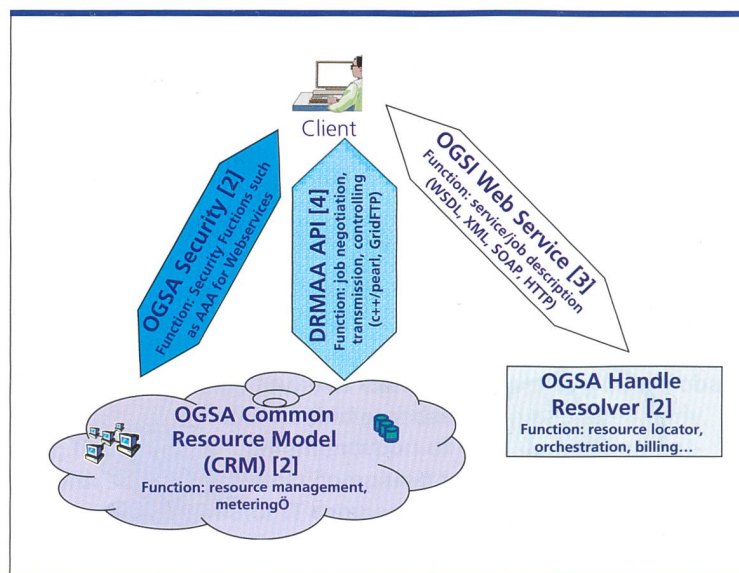 Client
OGSA Security [2]
Function: Security Fuctions such
as AAA for Webservices
DRMAA API [4]
Function: job negotiation,
transmission, controlling
(c++/pearl, GridFTP)
OGSI Web Service [3]
Function: service/job description
(WSDL, XML, SOAP, HTTP)
OGSA Common
Resource Model
(CRM) [2]
Function: resource management,
meteringÖ
OGSA Handle
Resolver [2]
Function: resource locator,
orchestration, billing...